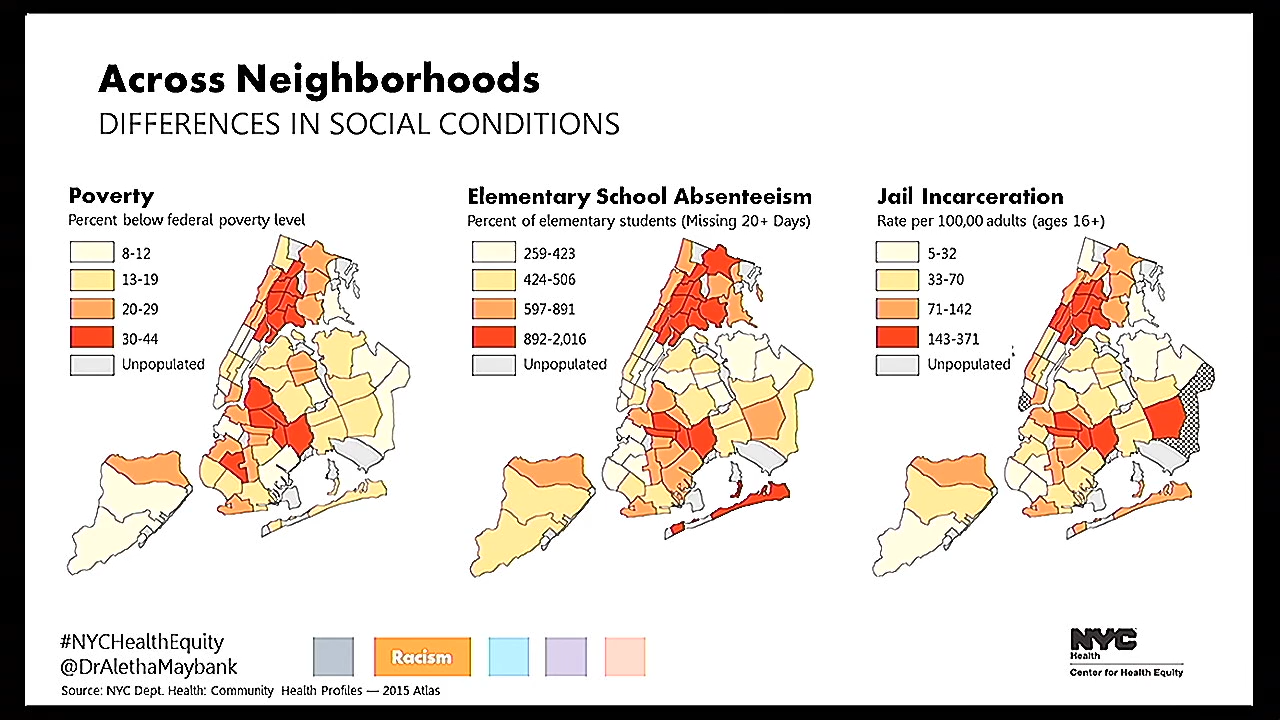 Across Neighborhoods
DIFFERENCES IN SOCIAL CONDITIONS
Poverty
Percent below federal poverty level
8-12
13-19
20-29
30-44
Unpopulated
Elementary School Absenteeism
Percent of elementary students (Missing 20+ Days)
259-423
424-506
597-891
892-2,016
Unpopulated
Jail Incarceration
Rate per 100,00 adults (ages 16+)
5-32
33-70
71-142
143-371
Unpopulated
#NYCHealthEquity
@DrAlethaMaybank
Racism
Source: NYC Dept. Health: Community Health Profiles — 2015 Atlas
NYC
Health
Center for Health Equity